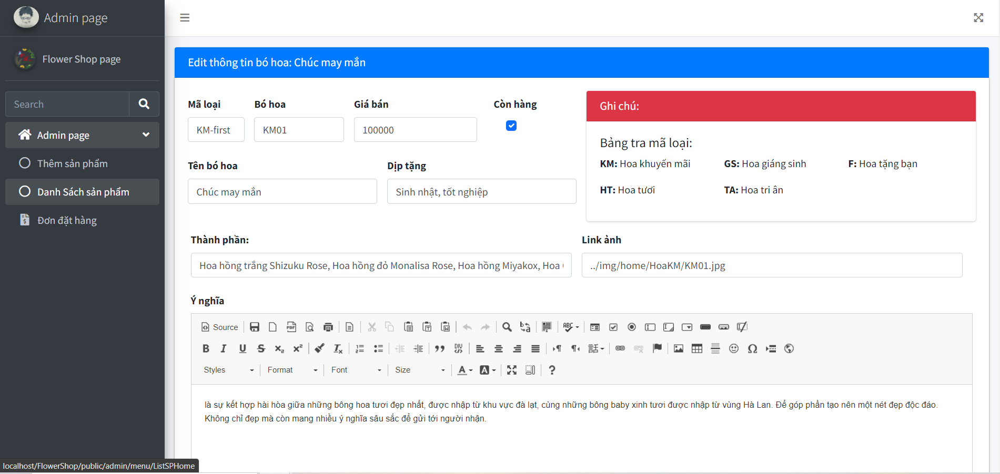 Admin page
Flower Shop page
Search
Admin page
Thêm sản phẩm
Danh Sách sản phẩm
Đơn đặt hàng
Edit thông tin bó hoa: Chúc may mắn
Mã loại Bó hoa Giá bán Còn hàng
KM-first KM01 100000
Tên bó hoa Dịp tặng
Chúc may mắn Sinh nhật, tốt nghiệp
Ghi chú:
Bảng tra mã loại:
KM: Hoa khuyến mãi GS: Hoa giáng sinh F: Hoa tặng bạn
HT: Hoa tươi TA: Hoa tri ân
Thành phần: Link ảnh
Hoa hồng trắng Shizuku Rose, Hoa hồng đỏ Monalisa Rose, Hoa hồng Miyakox, Hoa ../img/home/HoaKM/KM01.jpg
Ý nghĩa
Source
Styles Format Font Size
là sự kết hợp hài hòa giữa những bông hoa tươi đẹp nhất, được nhập từ khu vực đà lạt, cùng những bông baby xinh tươi được nhập từ vùng Hà Lan. Để góp phần tạo nên một nét đẹp độc đáo.
Không chỉ đẹp mà còn mang nhiều ý nghĩa sâu sắc để gửi tới người nhận.
localhost/FlowerShop/public/admin/menu/ListSPHome